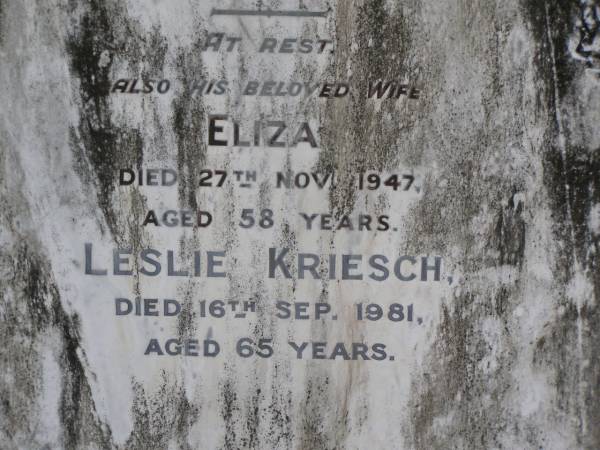 AT REST
ALSO HIS BELOVED WIFE
ELIZA
DIED 27TH NOV. 1947,
AGED 58 YEARS.
LESLIE KRIESCH,
DIED 16TH SEP. 1981,
AGED 65 YEARS.